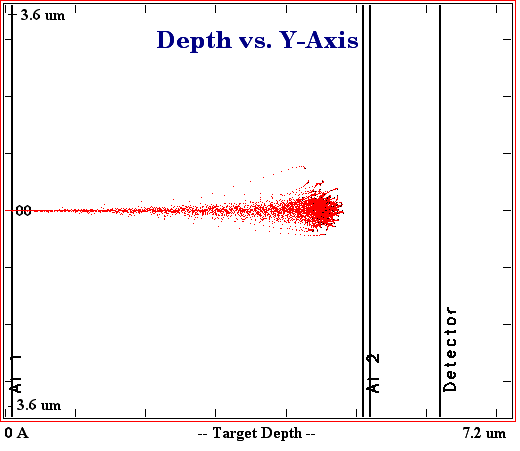 3.6 um
Depth vs. Y-Axis
00
Al 1
Al 2
Detector
-3.6 um
0 A
-- Target Depth --
7.2 um